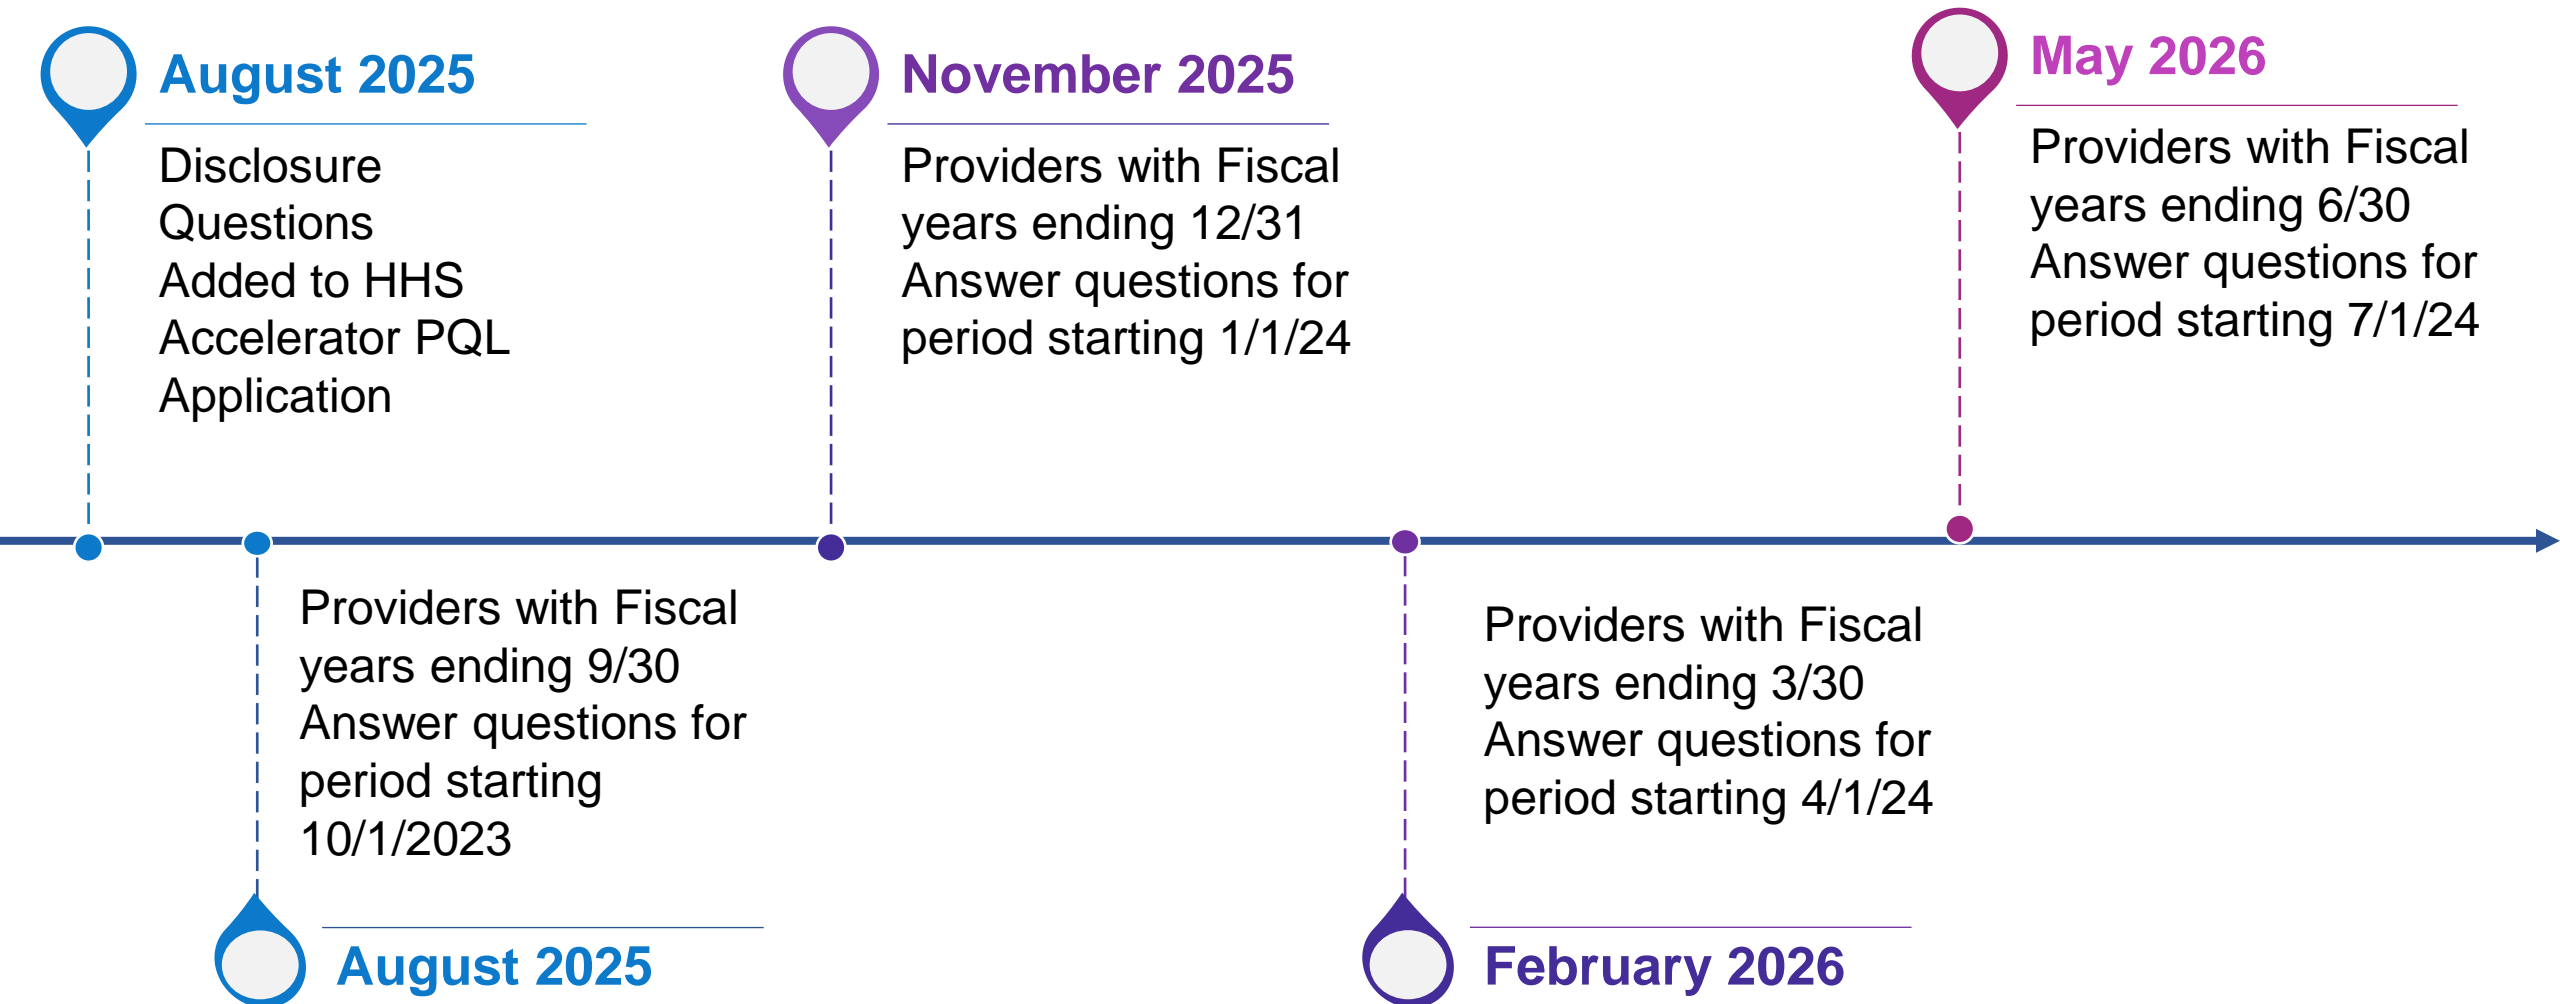 August 2025
Disclosure
Questions
Added to HHS
Accelerator PQL
Application
Providers with Fiscal
years ending 9/30
Answer questions for
period starting
10/1/2023
August 2025
November 2025
Providers with Fiscal
years ending 12/31
Answer questions for
period starting 1/1/24
Providers with Fiscal
years ending 3/30
Answer questions for
period starting 4/1/24
February 2026
May 2026
Providers with Fiscal
years ending 6/30
Answer questions for
period starting 7/1/24